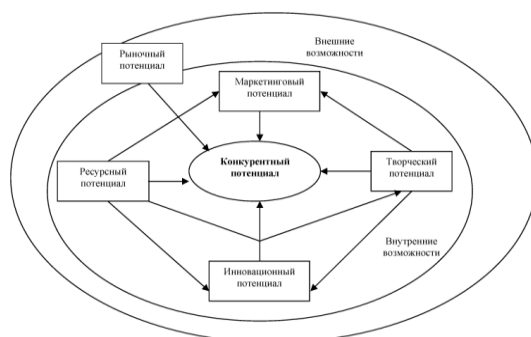 Внешние
возможности
Рыночный
потенциал
Маркетинговый
потенциал
Конкурентный
потенциал
Ресурсный
потенциал
Творческий
потенциал
Внутренние
возможности
Инновационный
потенциал